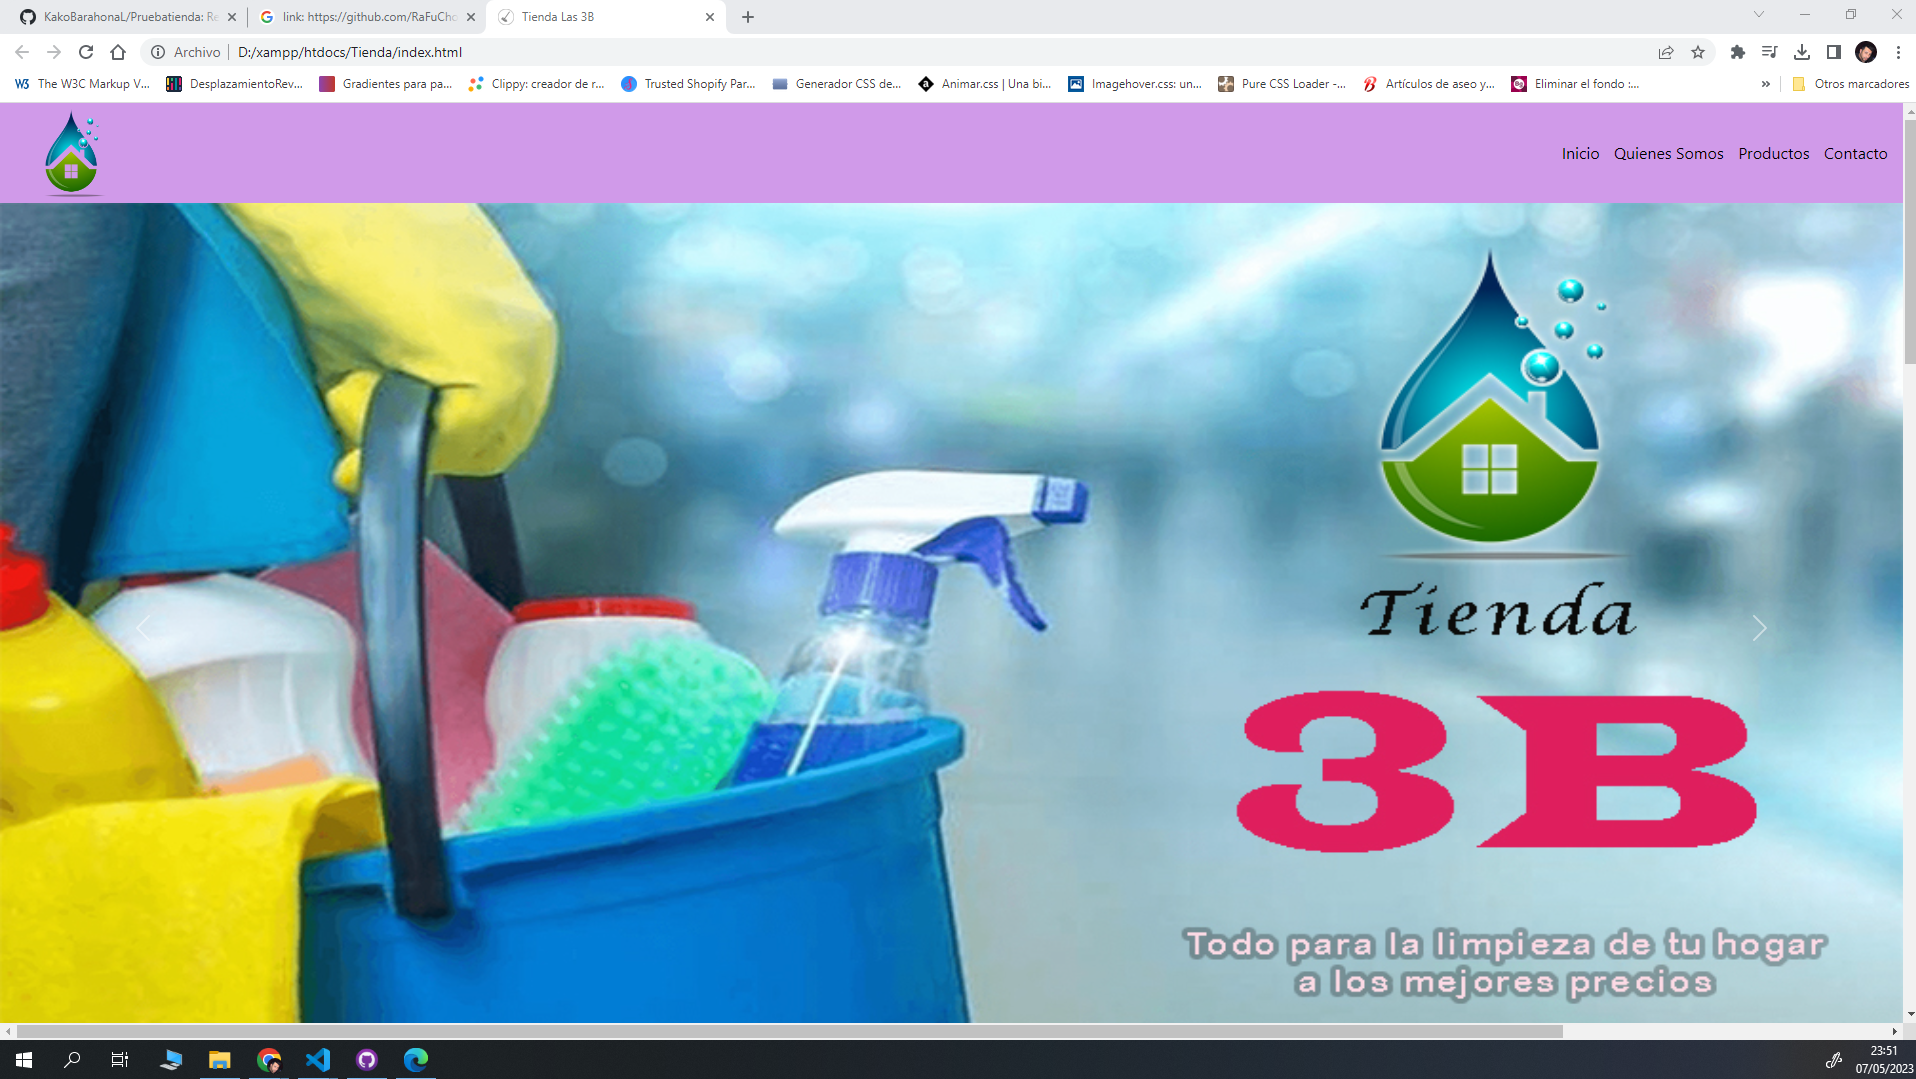 KakoBarahonaL/Pruebatienda: Re
link: https://github.com/RaFuCho
Tienda Las 3B
Archivo
D:/xampp/htdocs/Tienda/index.html
The W3C Markup V...
DesplazamientoRev...
Gradientes para pa...
Clippy: creador de r...
Trusted Shopify Par...
Generador CSS de...
Animar.css | Una bi...
Imagehover.css: un...
Pure CSS Loader -...
Artículos de aseo y...
Eliminar el fondo :...
»
Otros marcadores
Inicio Quienes Somos Productos Contacto
Tienda
3B
Todo para la limpieza de tu hogar
a los mejores precios
23:51
07/05/2023